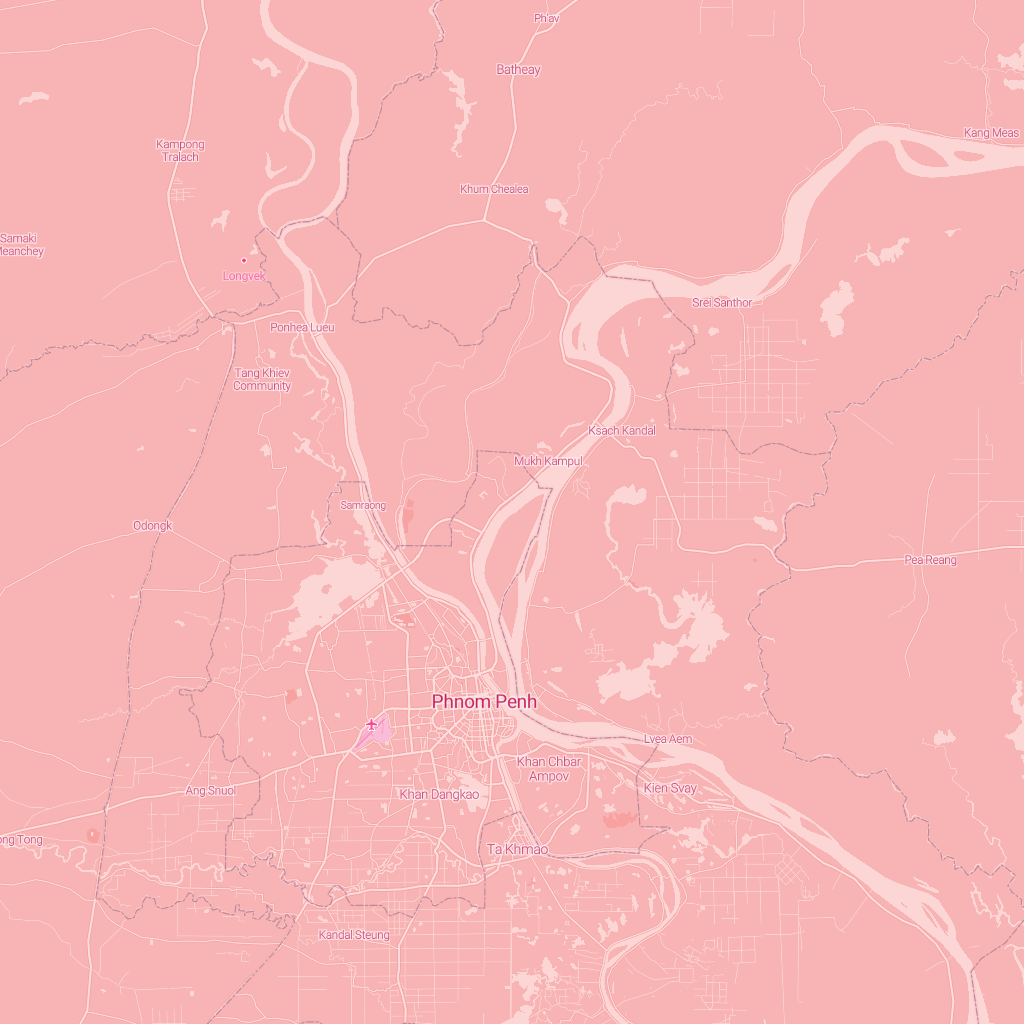 Ph'av
Batheay
Kang Meas
Kampong
Tralach
Khum Chealea
Samaki
Meanchey
Longvek
Srei Santhor
Ponhea Lueu
Tang Khiev
Community
Ksach Kandal
Mukh Kampul
Samraong
Odongk
Pea Reang
Phnom Penh
Lvea Aem
Khan Chbar
Ampov
Ang Snuol
Khan Dangkao
Kien Svay
ong Tong
Ta Khmao
Kandal Steung